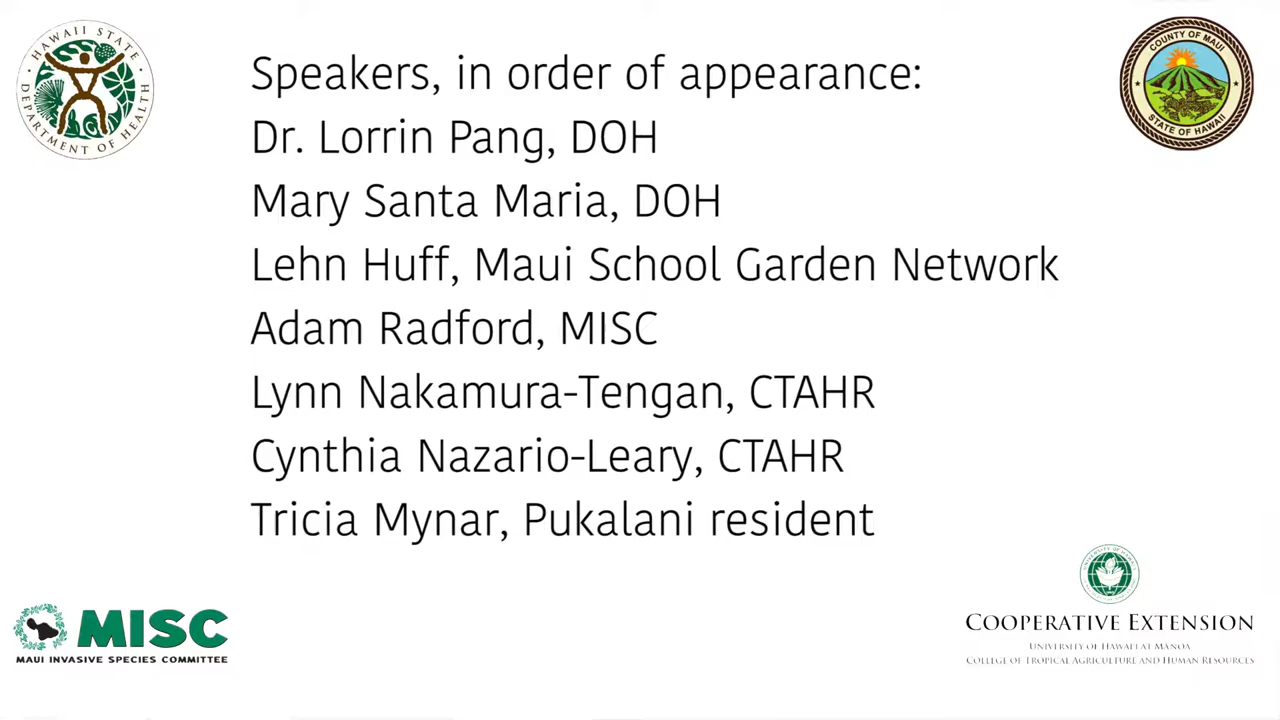 HAWAII STATE
DEPARTMENT OF HEALTH
COUNTY OF MAUI
STATE OF HAWAII
Speakers, in order of appearance:
Dr. Lorrin Pang, DOH
Mary Santa Maria, DOH
Lehn Huff, Maui School Garden Network
Adam Radford, MISC
Lynn Nakamura-Tengan, CTAHR
Cynthia Nazario-Leary, CTAHR
Tricia Mynar, Pukalani resident
MISC
MAUI INVASIVE SPECIES COMMITTEE
COOPERATIVE EXTENSION
UNIVERSITY OF HAWAI'I AT MĀNOA
COLLEGE OF TROPICAL AGRICULTURE AND HUMAN RESOURCES